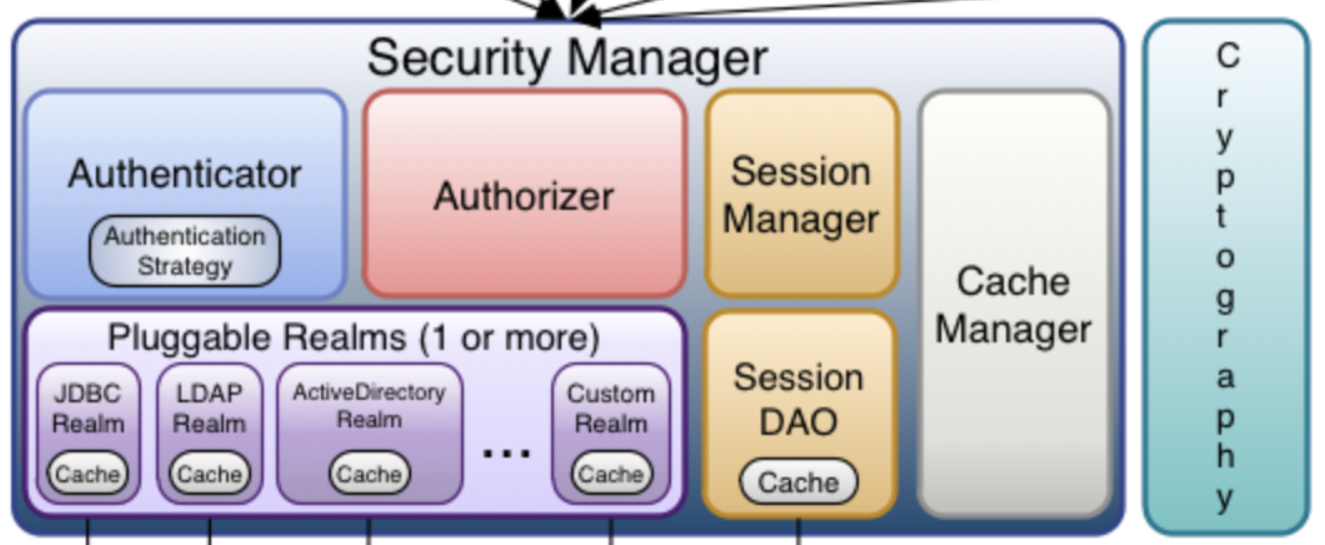 Security Manager
Authenticator
Authentication
Strategy
Authorizer
Session
Manager
Cache
Manager
Pluggable Realms (1 or more)
JDBC
Realm
Cache
LDAP
Realm
Cache
ActiveDirectory
Realm
Cache
...
Custom
Realm
Cache
Session
DAO
Cache
Cryptography